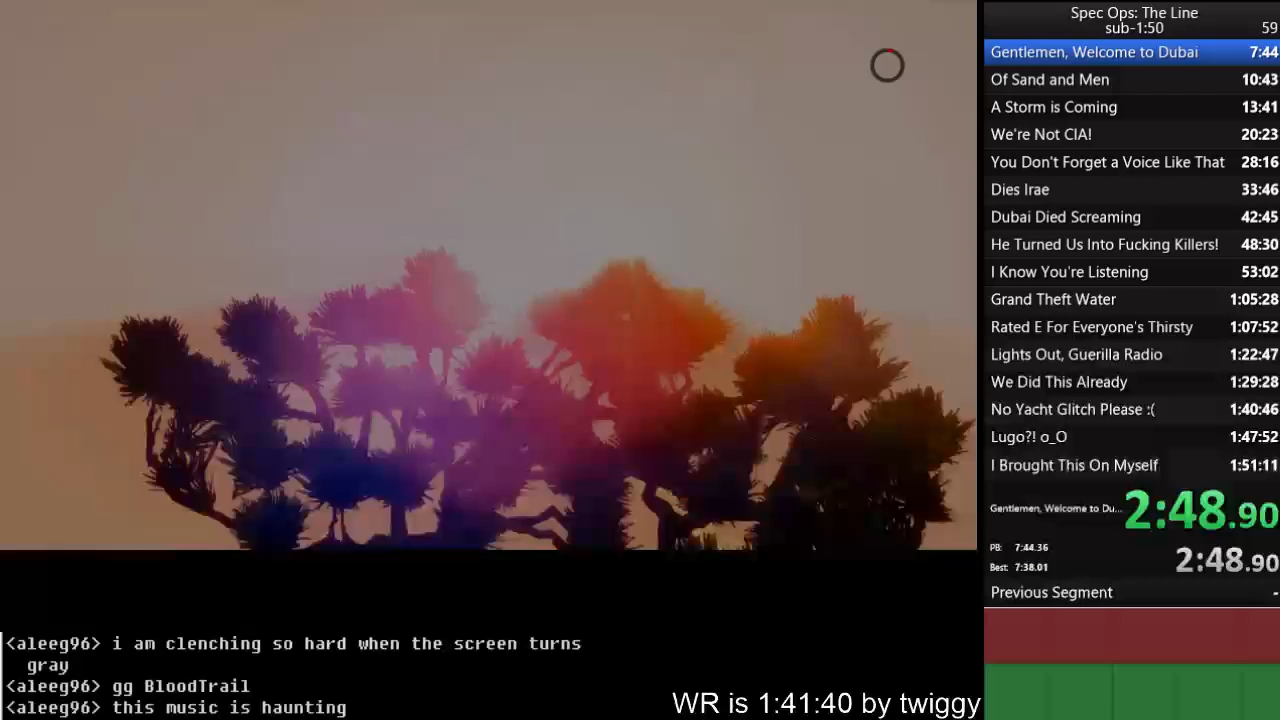 Spec Ops: The Line
sub-1:50 59
Gentlemen, Welcome to Dubai 7:44
Of Sand and Men 10:43
A Storm is Coming 13:41
We're Not CIA! 20:23
You Don't Forget a Voice Like That 28:16
Dies Irae 33:46
Dubai Died Screaming 42:45
He Turned Us Into Fucking Killers! 48:30
I Know You're Listening 53:02
Grand Theft Water 1:05:28
Rated E For Everyone's Thirsty 1:07:52
Lights Out, Guerilla Radio 1:22:47
We Did This Already 1:29:28
No Yacht Glitch Please :( 1:40:46
Lugo?! o_O 1:47:52
I Brought This On Myself 1:51:11
Gentlemen, Welcome to Du... 2:48.90
PB: 7:44.36
Best: 7:38.01 2:48.90
Previous Segment -
<aleeg96> i am clenching so hard when the screen turns
gray
<aleeg96> gg BloodTrail
<aleeg96> this music is haunting
WR is 1:41:40 by twiggy